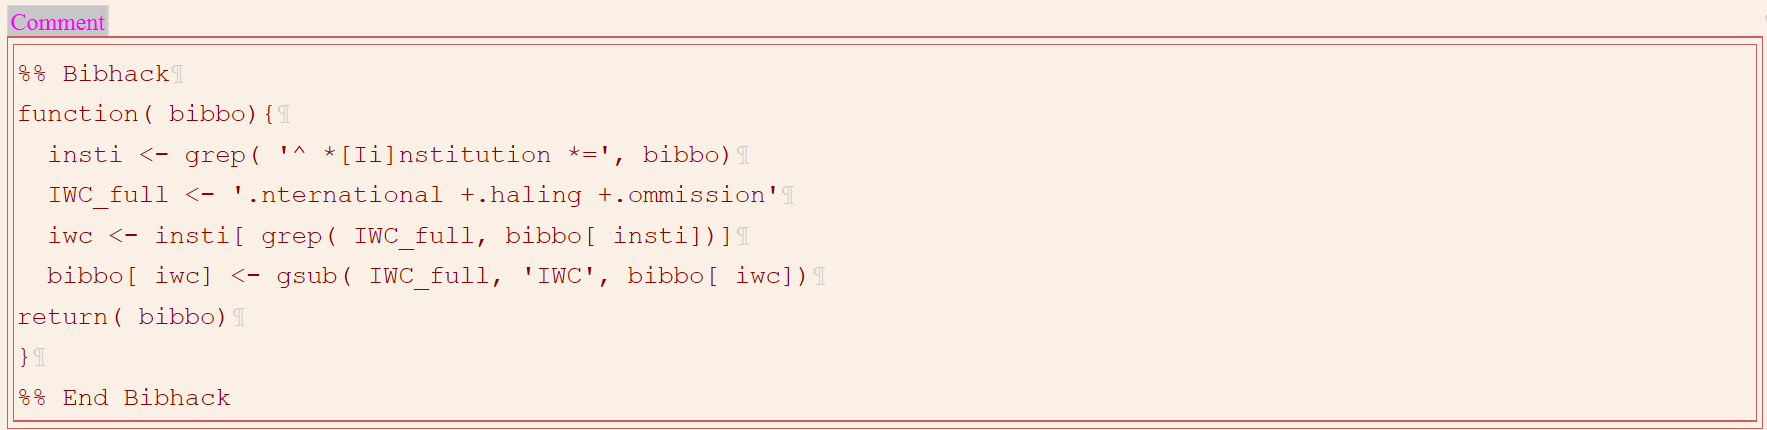 Comment
%% Bibhack¶
function( bibbo){¶
  insti <- grep( '^ *[Ii]nstitution *=', bibbo)¶
  IWC_full <- '.nternational +.haling +.ommission'¶
  iwc <- insti[ grep( IWC_full, bibbo[ insti])]¶
  bibbo[ iwc] <- gsub( IWC_full, 'IWC', bibbo[ iwc])¶
return( bibbo)¶
}¶
%% End Bibhack